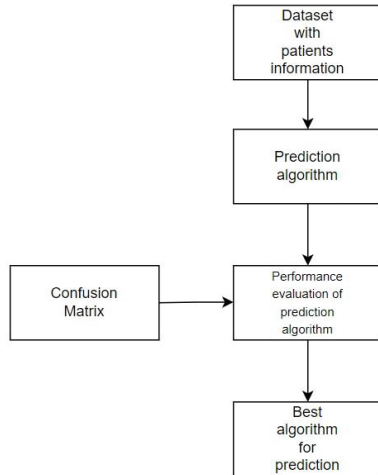 Dataset
with
patients
information
Prediction
algorithm
Confusion
Matrix
Performance
evaluation of
prediction
algorithm
Best
algorithm
for
prediction